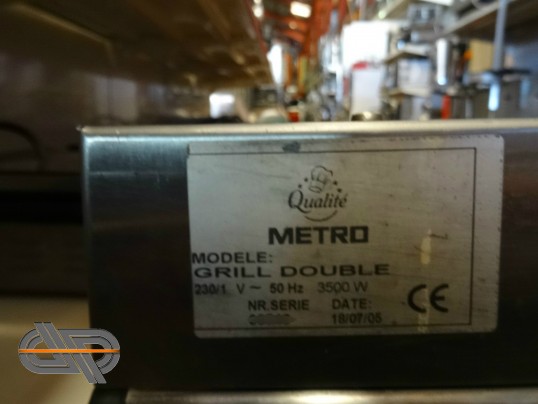 Qualité
METRO
MODELE:
GRILL DOUBLE
230/1 V ~ 50 Hz 3500 W
NR.SERIE DATE:
18/07/05
CE